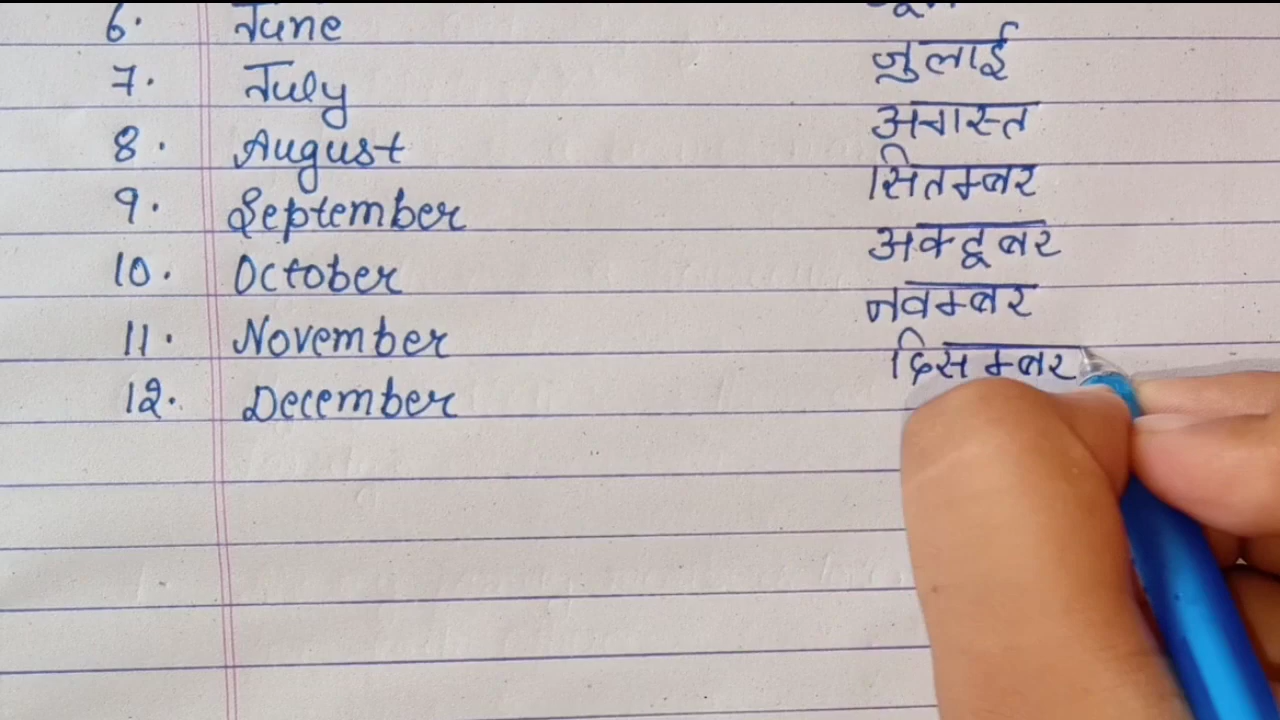 6. June
7. July जुलाई
8. August अगस्त
9. September सितम्बर
10. October अक्टूबर
11. November नवम्बर
12. December दिसम्बर